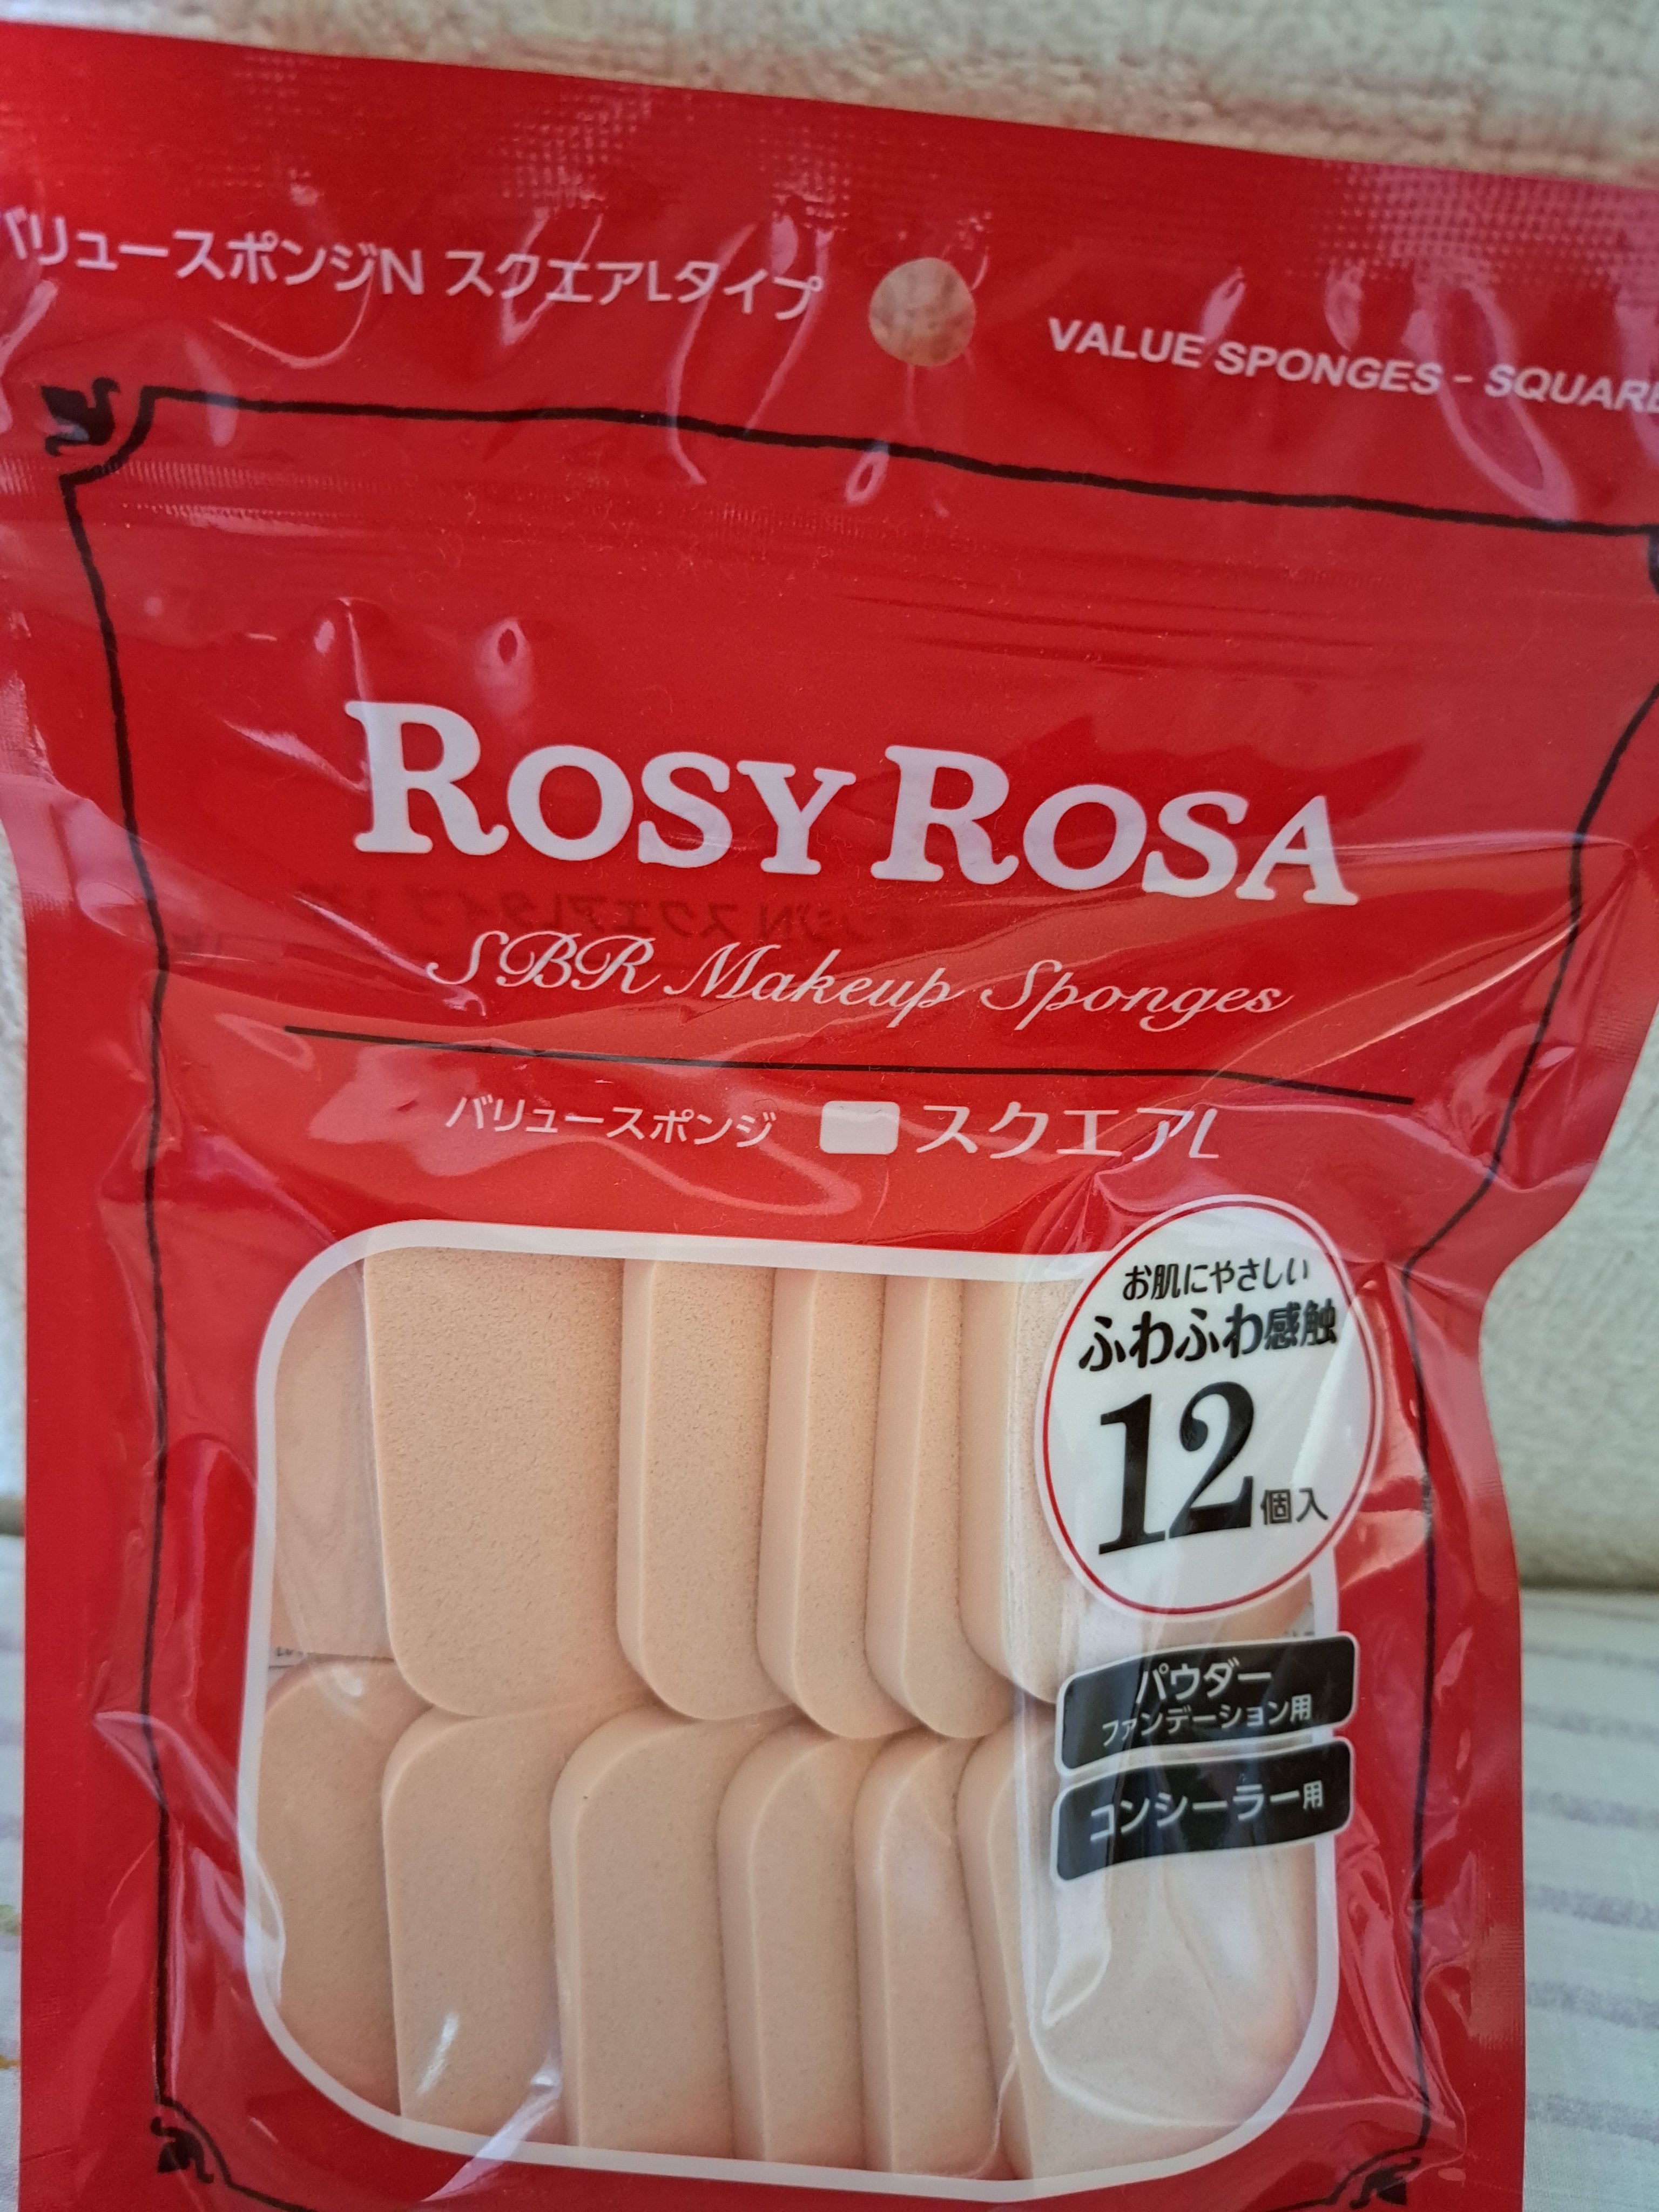 バリュースポンジN スクエアLタイプ
VALUE SPONGES - SQUARE
ROSY ROSA
SBR Makeup Sponges
バリュースポンジ スクエアL
お肌にやさしい
ふわふわ感触
12個入
パウダー
ファンデーション用
コンシーラー用